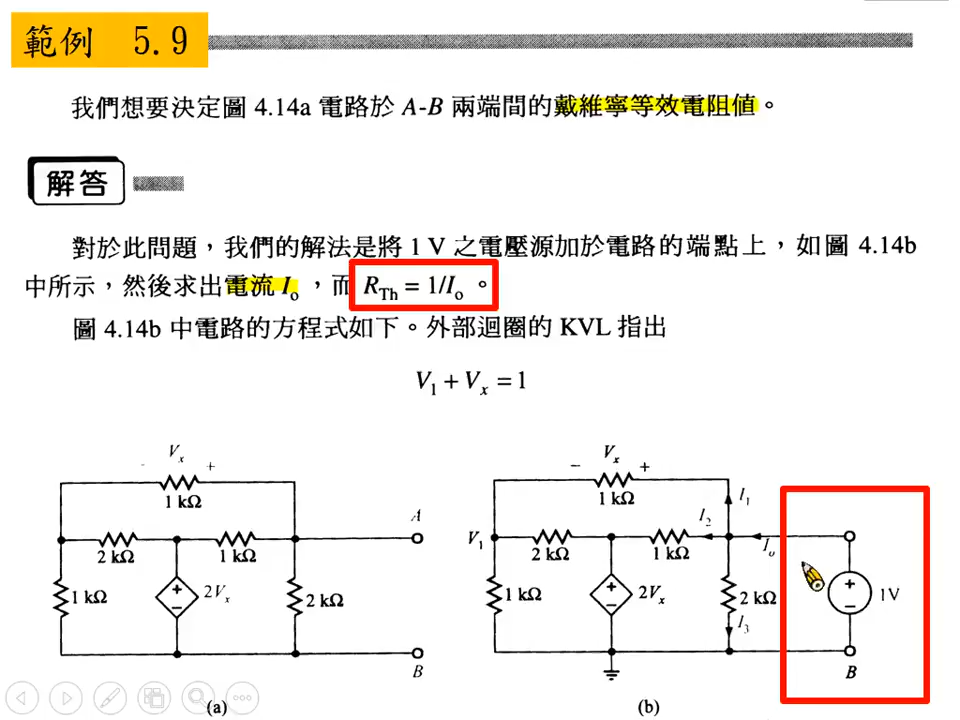 範例 5.9
我們想要決定圖 4.14a 電路於 A-B 兩端間的戴維寧等效電阻值。
解答
對於此問題，我們的解法是將 1 V 之電壓源加於電路的端點上，如圖 4.14b
中所示，然後求出電流 Io ，而 RTh = 1/Io 。
圖 4.14b 中電路的方程式如下。外部迴圈的 KVL 指出
V1 + Vx = 1
Vx
- +
1 kΩ
A
2 kΩ
1 kΩ
1 kΩ
2Vx
+
−
2 kΩ
B
(a)
Vx
− +
1 kΩ
I1
V1
I2
2 kΩ
1 kΩ
Io
1 kΩ
2Vx
+
−
2 kΩ
I3
+
−
1V
B
(b)